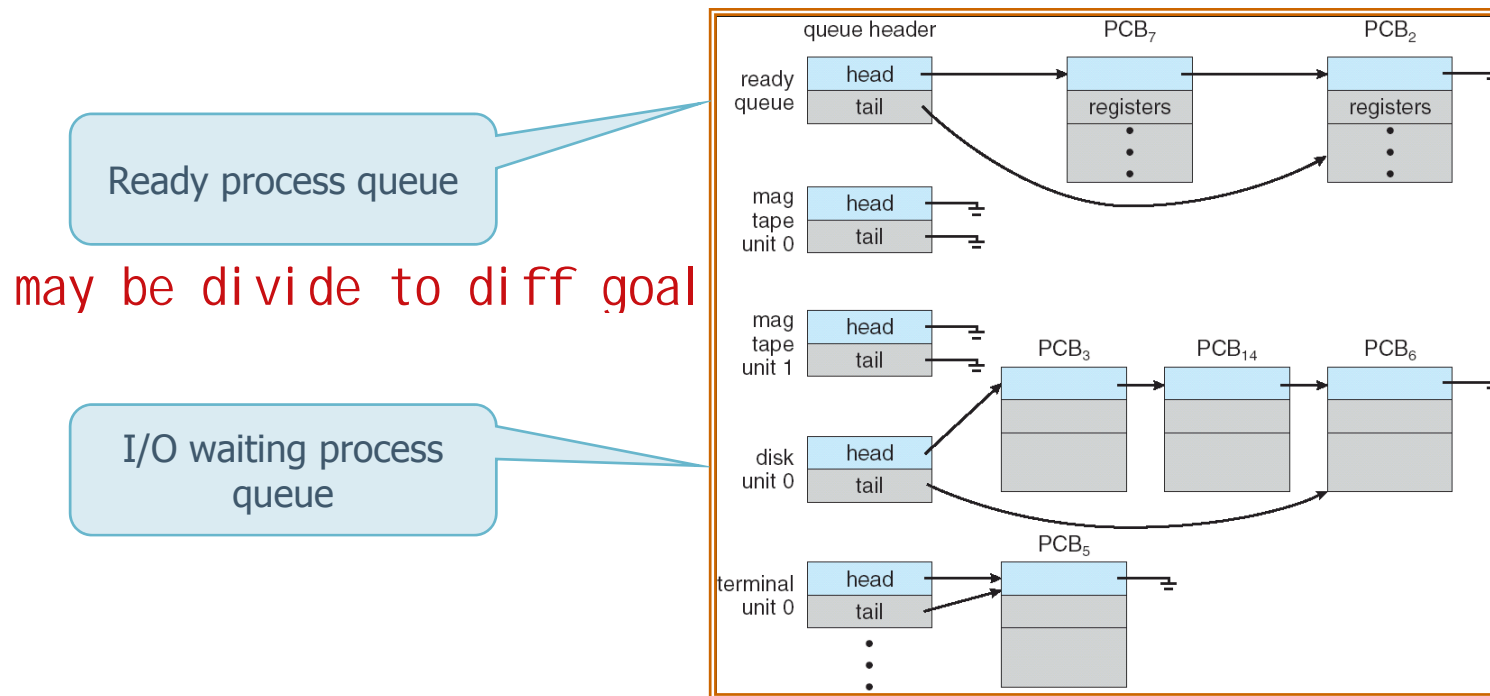 Ready process queue
may be divide to diff goal
I/O waiting process
queue
queue header
PCB₇
PCB₂
ready
queue
head
tail
registers
registers
mag
tape
unit 0
head
tail
mag
tape
unit 1
head
tail
PCB₃
PCB₁₄
PCB₆
disk
unit 0
head
tail
PCB₅
terminal
unit 0
head
tail